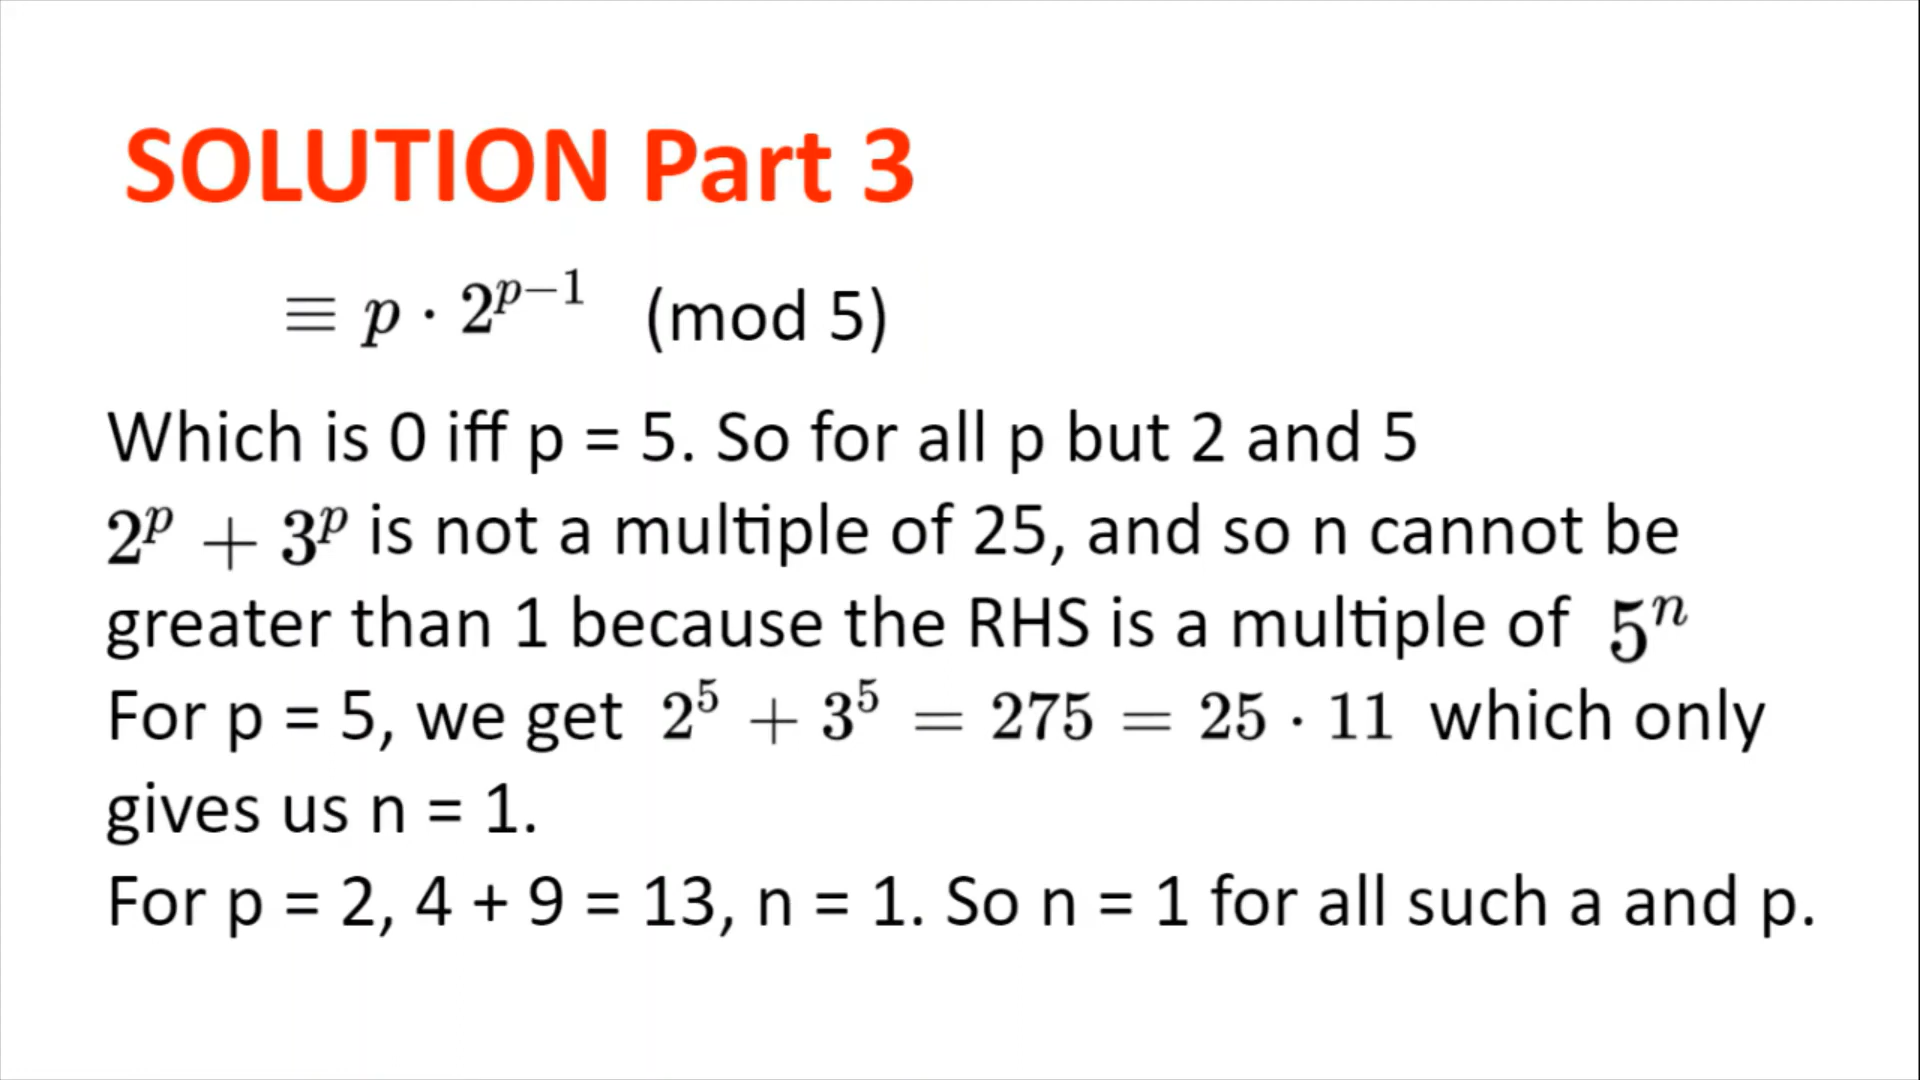 SOLUTION Part 3
≡ p · 2^{p−1} (mod 5)
Which is 0 iff p = 5. So for all p but 2 and 5
2^p + 3^p is not a multiple of 25, and so n cannot be
greater than 1 because the RHS is a multiple of 5^n
For p = 5, we get 2^5 + 3^5 = 275 = 25 · 11 which only
gives us n = 1.
For p = 2, 4 + 9 = 13, n = 1. So n = 1 for all such a and p.